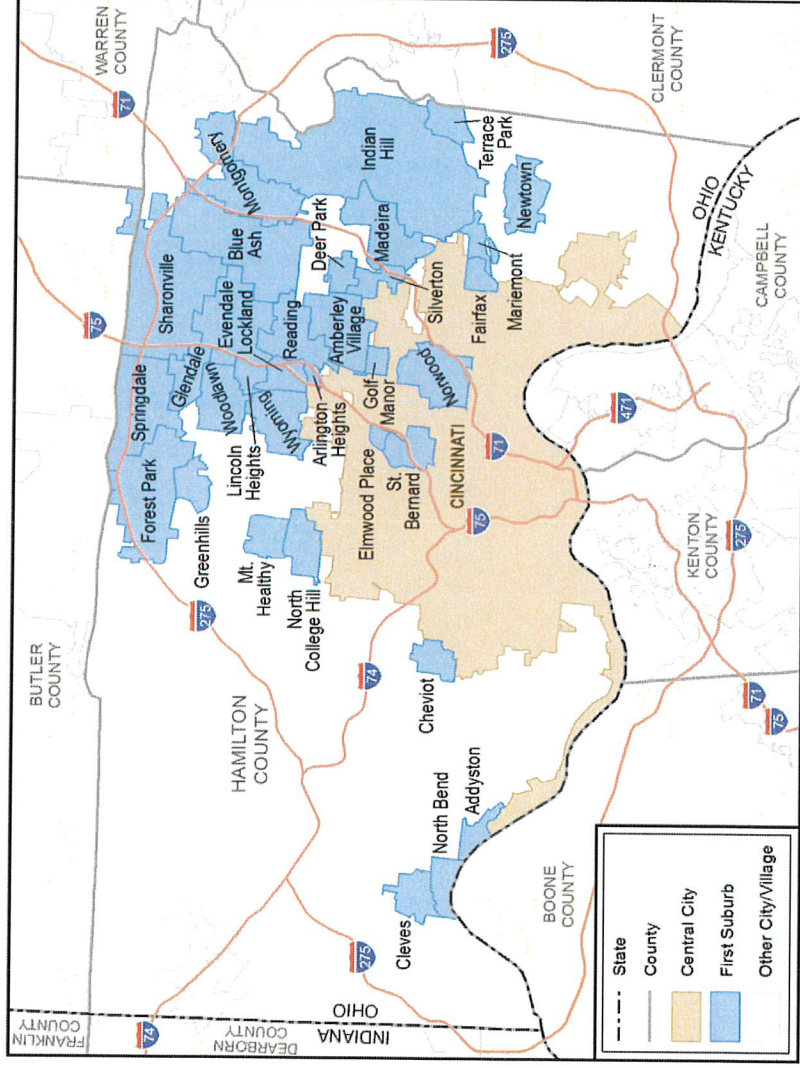 FRANKLIN
COUNTY
DEARBORN
COUNTY
INDIANA
OHIO
BUTLER
COUNTY
WARREN
COUNTY
HAMILTON
COUNTY
CLERMONT
COUNTY
BOONE
COUNTY
KENTON
COUNTY
CAMPBELL
COUNTY
OHIO
KENTUCKY
74
275
275
74
75
71
275
75
71
471
275
71
75
Forest Park
Springdale
Sharonville
Greenhills
Glendale
Woodlawn
Evendale
Lockland
Blue
Ash
Montgomery
Lincoln
Heights
Wyoming
Reading
Arlington
Heights
Amberley
Village
Deer Park
Madeira
Indian
Hill
Mt.
Healthy
North
College Hill
Golf
Manor
Silverton
Elmwood Place
St.
Bernard
Norwood
CINCINNATI
Fairfax
Mariemont
Terrace
Park
Newtown
Cheviot
Cleves
North Bend
Addyston
State
County
Central City
First Suburb
Other City/Village